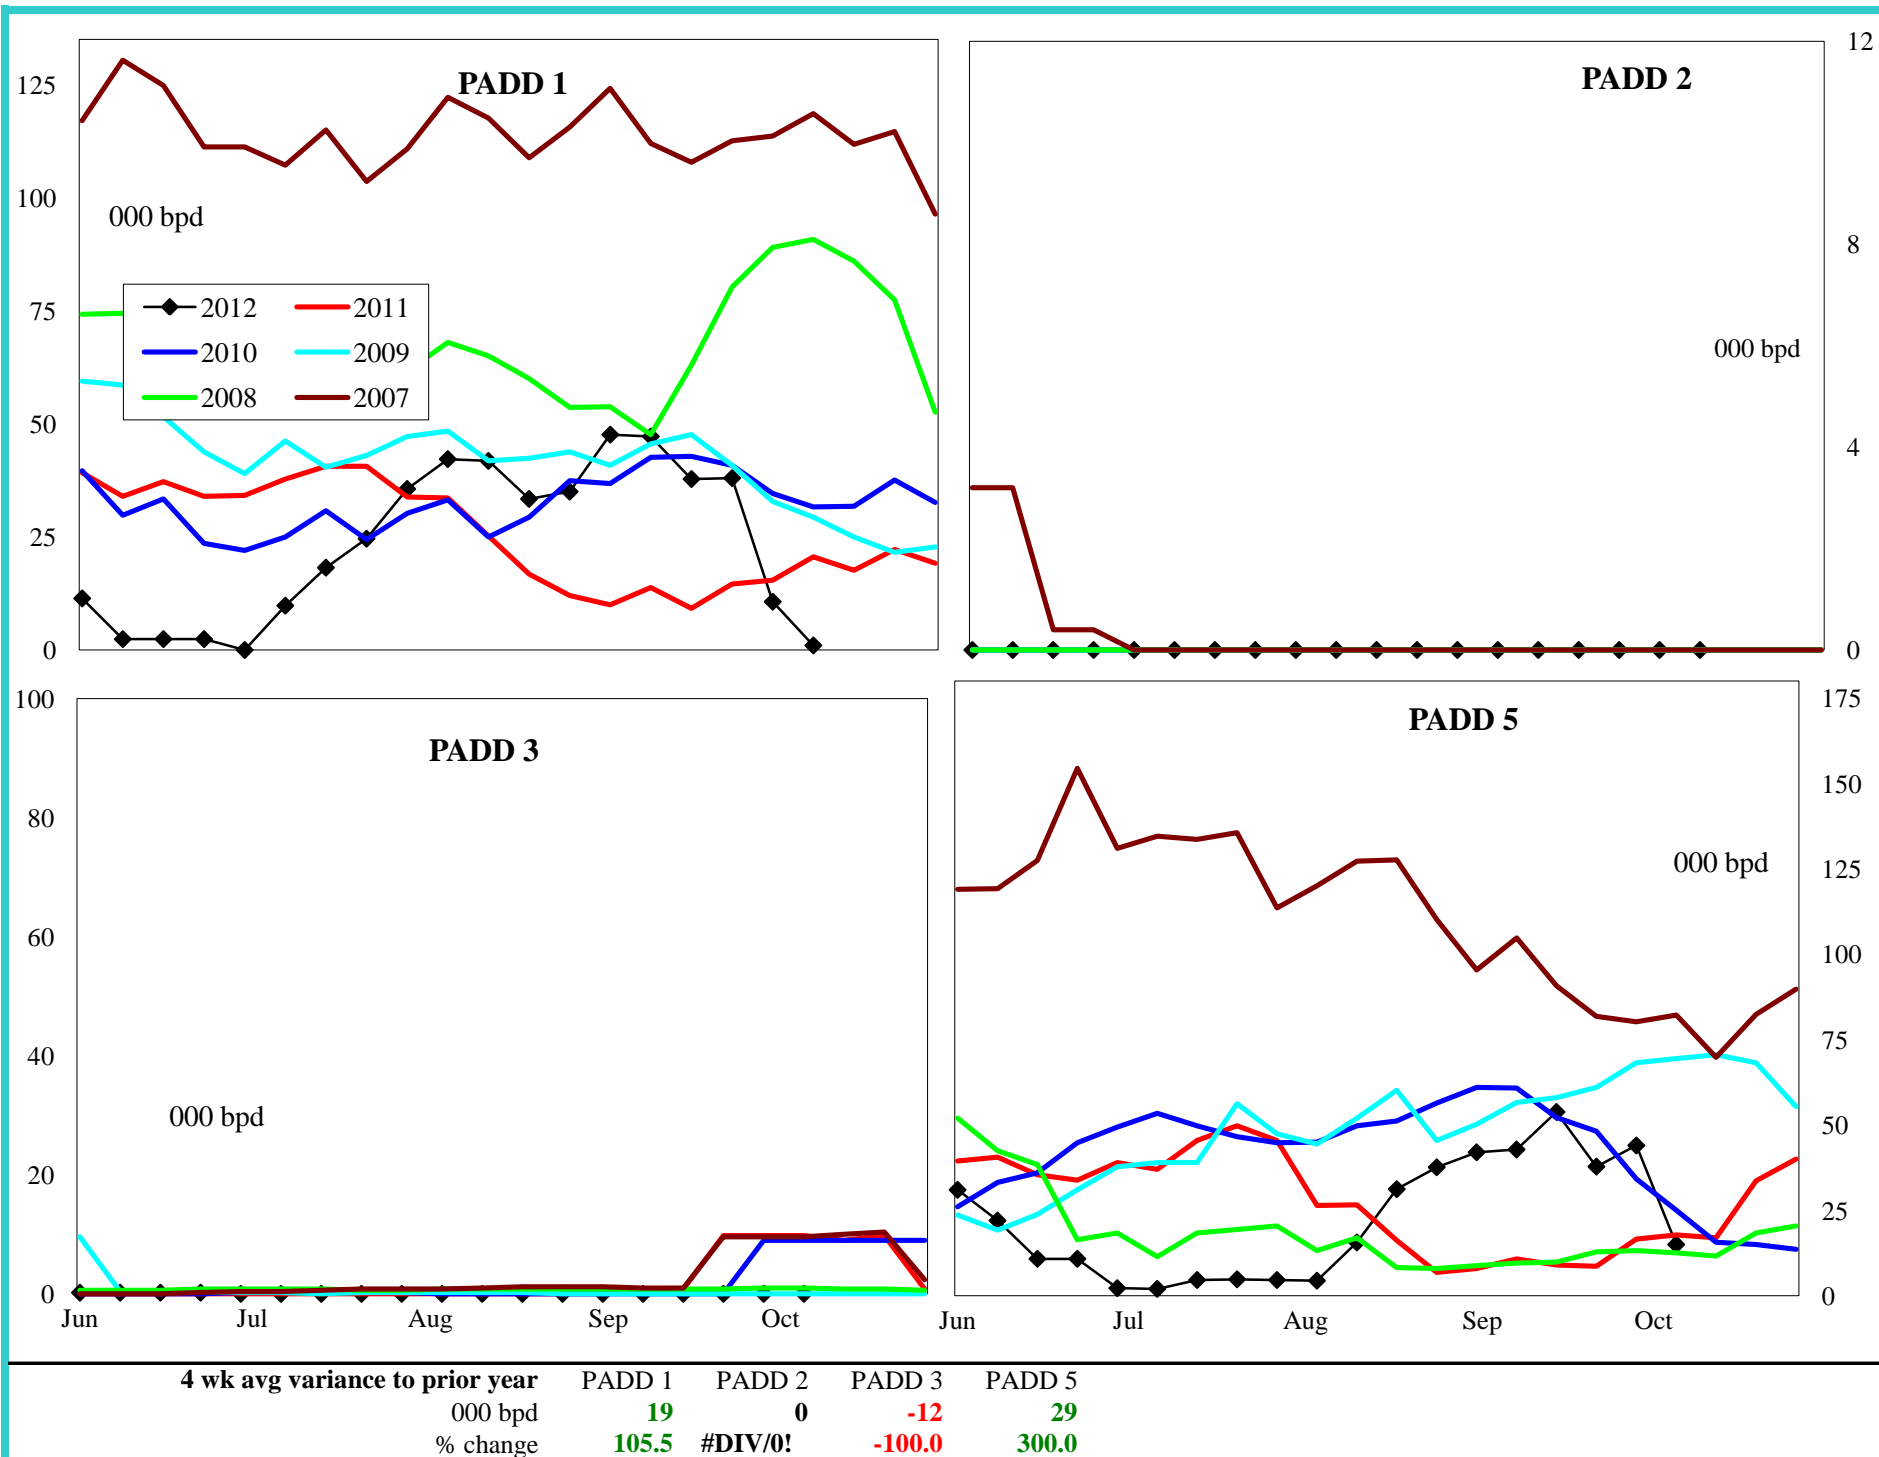 PADD 1
125
100
75
50
25
0
000 bpd
2012 2011
2010 2009
2008 2007
PADD 2
12
8
4
0
000 bpd
PADD 3
100
80
60
40
20
0
000 bpd
Jun Jul Aug Sep Oct
PADD 5
175
150
125
100
75
50
25
0
000 bpd
Jun Jul Aug Sep Oct
4 wk avg variance to prior year PADD 1 PADD 2 PADD 3 PADD 5
000 bpd 19 0 -12 29
% change 105.5 #DIV/0! -100.0 300.0